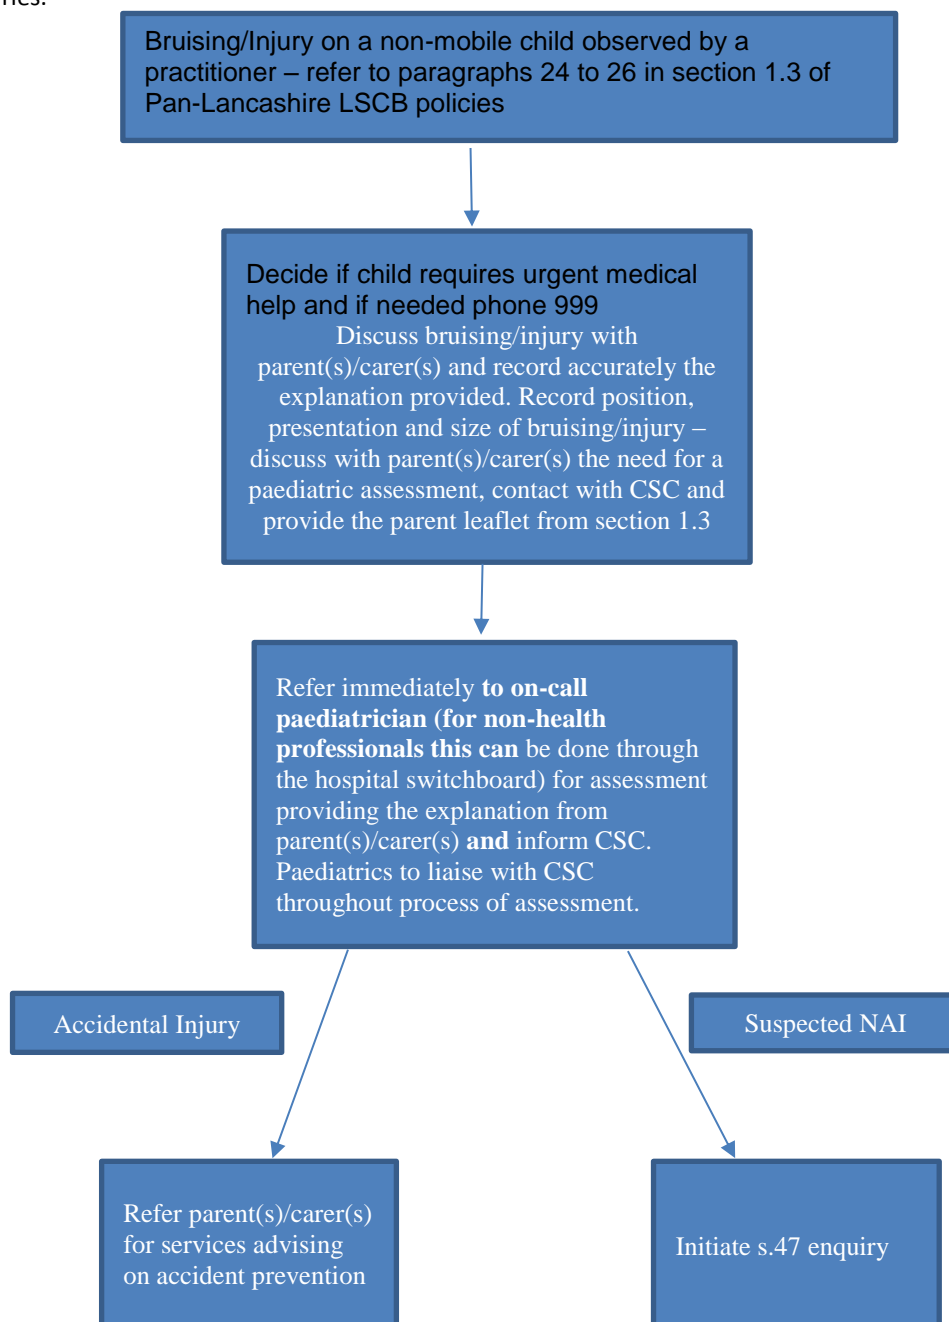 ries.
Bruising/Injury on a non-mobile child observed by a
practitioner – refer to paragraphs 24 to 26 in section 1.3 of
Pan-Lancashire LSCB policies
Decide if child requires urgent medical
help and if needed phone 999
Discuss bruising/injury with
parent(s)/carer(s) and record accurately the
explanation provided. Record position,
presentation and size of bruising/injury –
discuss with parent(s)/carer(s) the need for a
paediatric assessment, contact with CSC and
provide the parent leaflet from section 1.3
Refer immediately to on-call
paediatrician (for non-health
professionals this can be done through
the hospital switchboard) for assessment
providing the explanation from
parent(s)/carer(s) and inform CSC.
Paediatrics to liaise with CSC
throughout process of assessment.
Accidental Injury
Suspected NAI
Refer parent(s)/carer(s)
for services advising
on accident prevention
Initiate s.47 enquiry